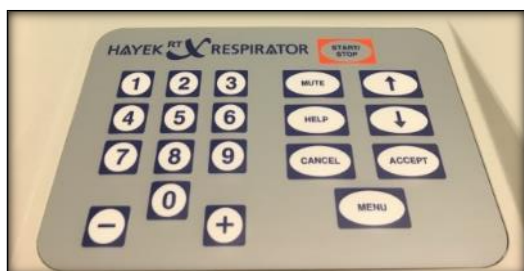 HAYEK RTX RESPIRATOR START/
STOP
1 2 3 MUTE ↑
4 5 6 HELP ↓
7 8 9 CANCEL ACCEPT
0 MENU
− +